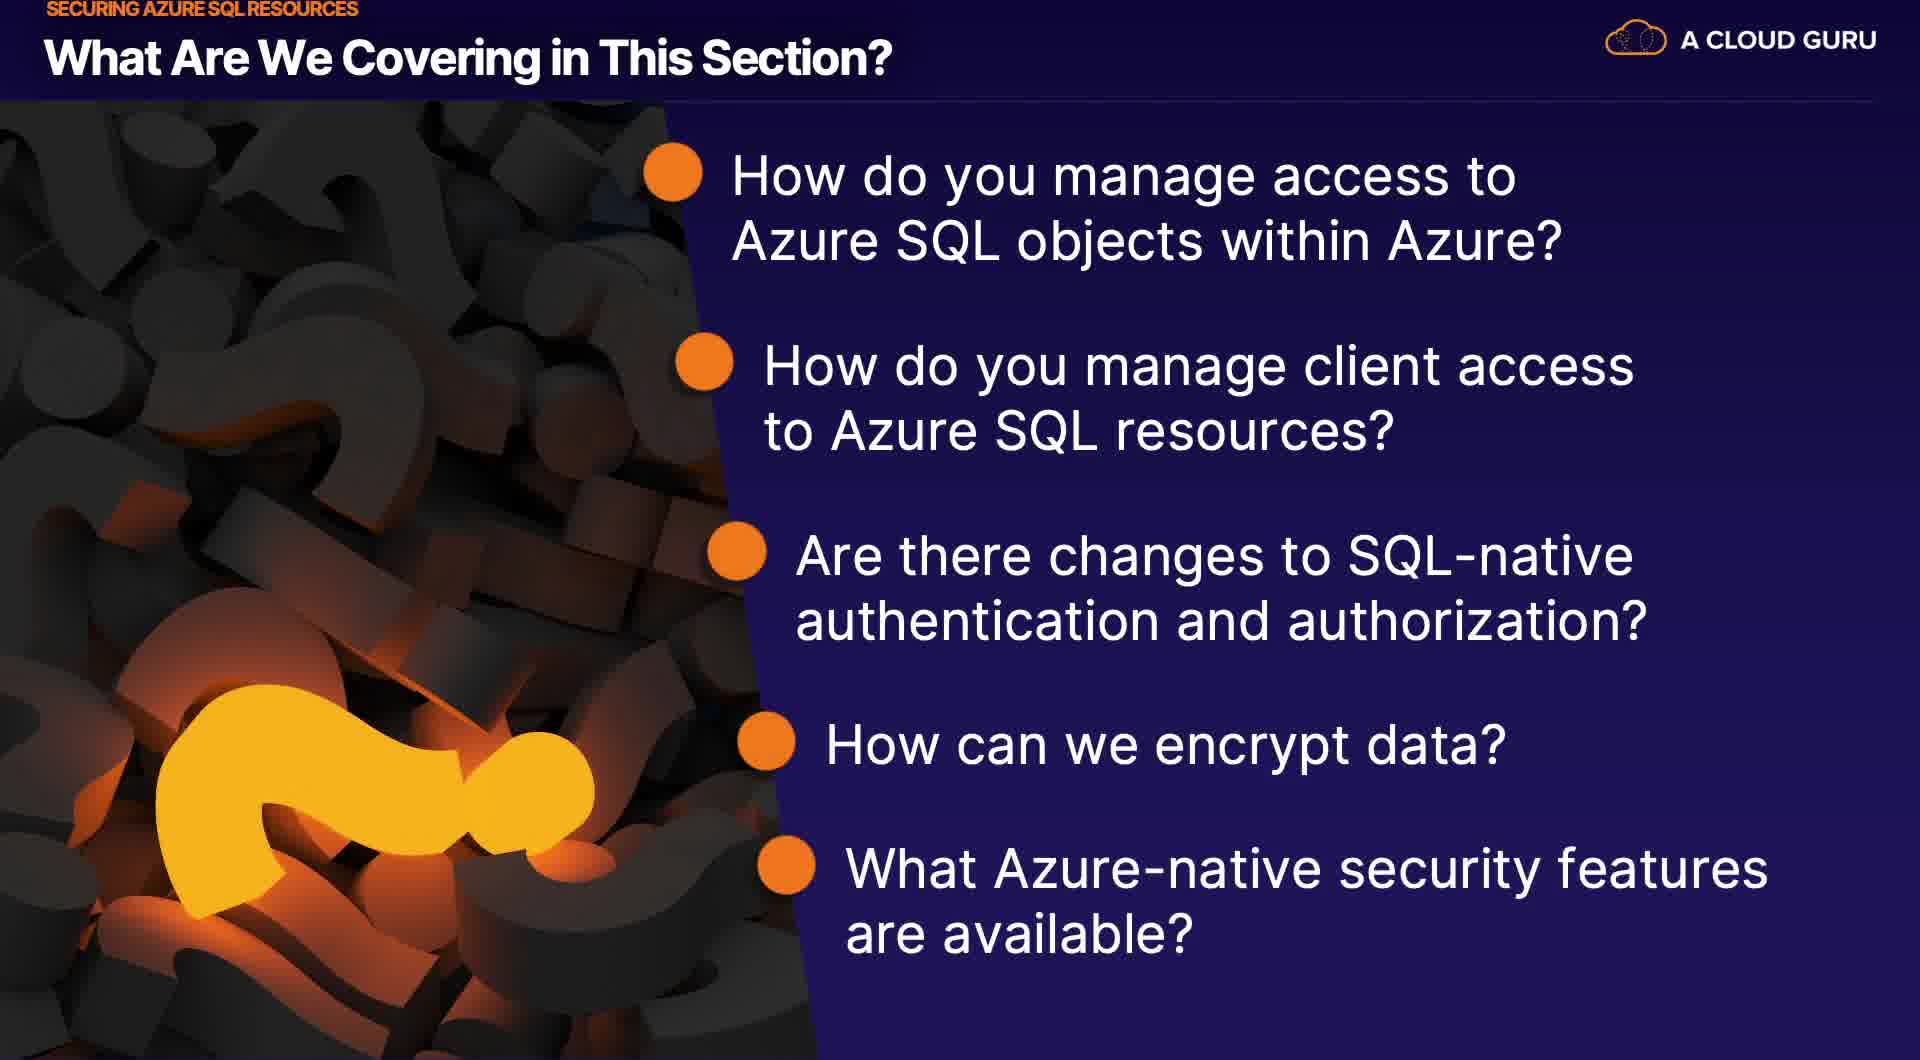 SECURING AZURE SQL RESOURCES
What Are We Covering in This Section?
A CLOUD GURU
How do you manage access to
Azure SQL objects within Azure?
How do you manage client access
to Azure SQL resources?
Are there changes to SQL-native
authentication and authorization?
How can we encrypt data?
What Azure-native security features
are available?